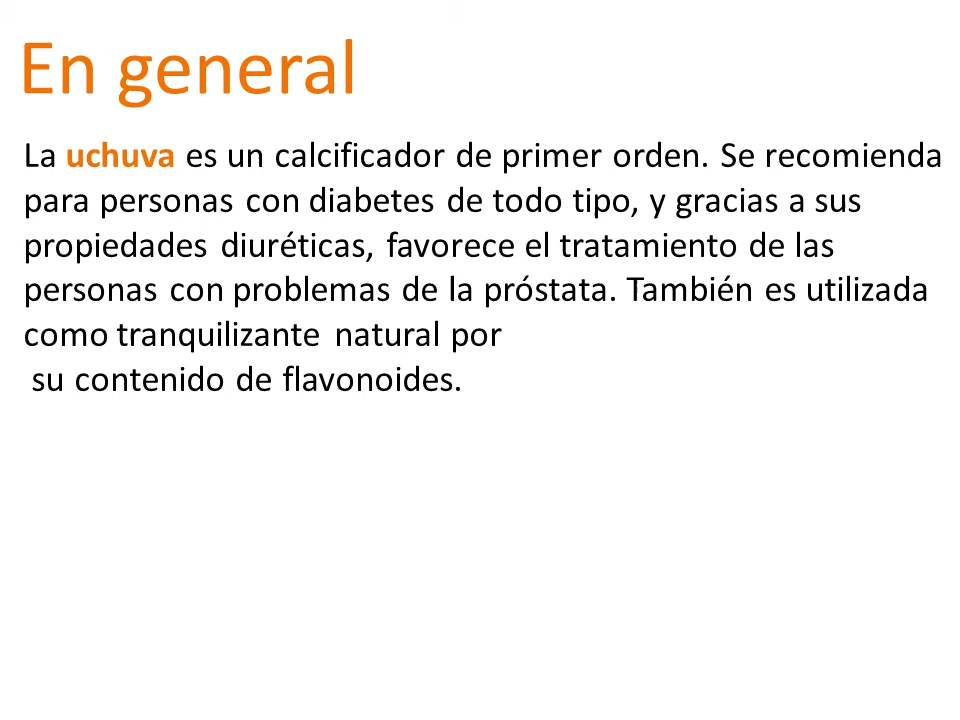 En general
La uchuva es un calcificador de primer orden. Se recomienda
para personas con diabetes de todo tipo, y gracias a sus
propiedades diuréticas, favorece el tratamiento de las
personas con problemas de la próstata. También es utilizada
como tranquilizante natural por
su contenido de flavonoides.